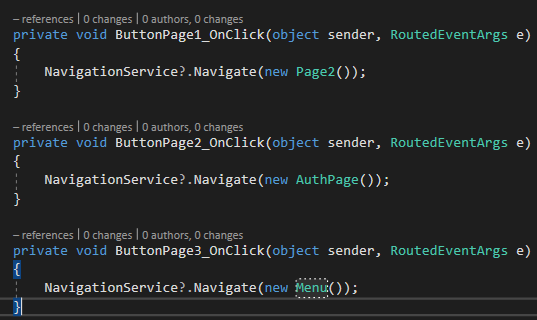 – references | 0 changes | 0 authors, 0 changes
private void ButtonPage1_OnClick(object sender, RoutedEventArgs e)
{
NavigationService?.Navigate(new Page2());
}
– references | 0 changes | 0 authors, 0 changes
private void ButtonPage2_OnClick(object sender, RoutedEventArgs e)
{
NavigationService?.Navigate(new AuthPage());
}
– references | 0 changes | 0 authors, 0 changes
private void ButtonPage3_OnClick(object sender, RoutedEventArgs e)
{
NavigationService?.Navigate(new Menu());
}